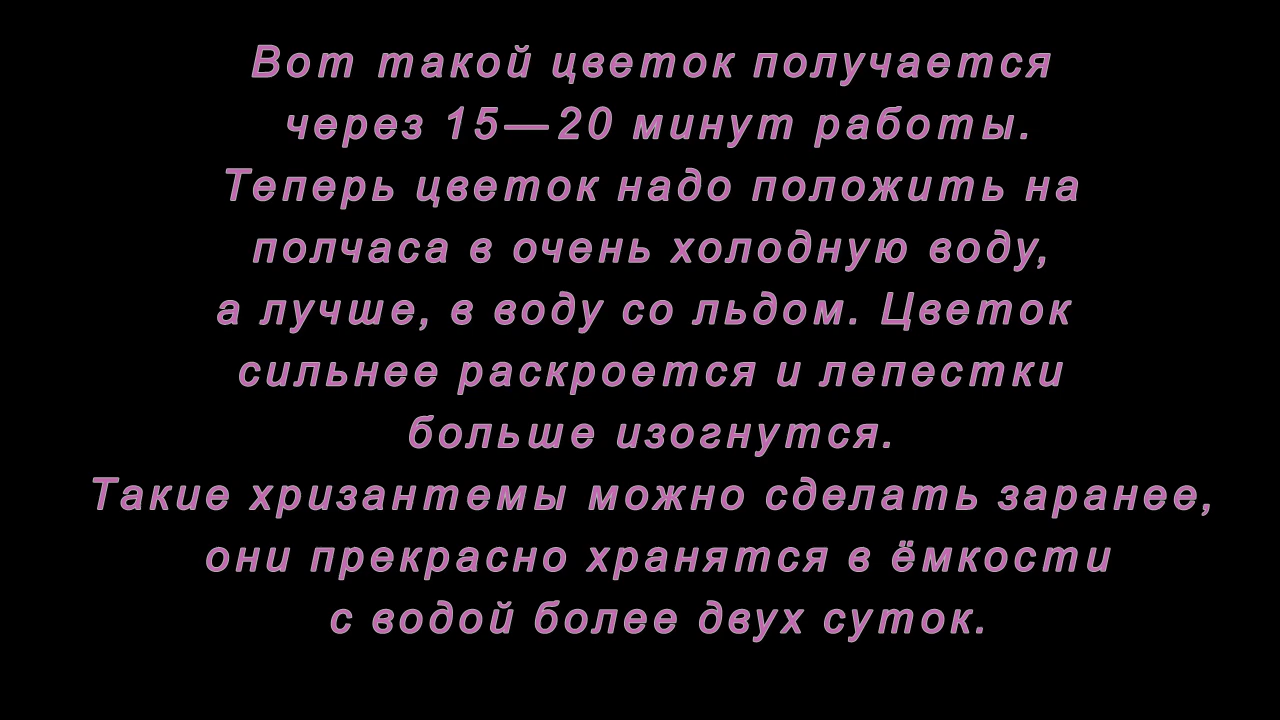 Вот такой цветок получается
через 15—20 минут работы.
Теперь цветок надо положить на
полчаса в очень холодную воду,
а лучше, в воду со льдом. Цветок
сильнее раскроется и лепестки
больше изогнутся.
Такие хризантемы можно сделать заранее,
они прекрасно хранятся в ёмкости
с водой более двух суток.